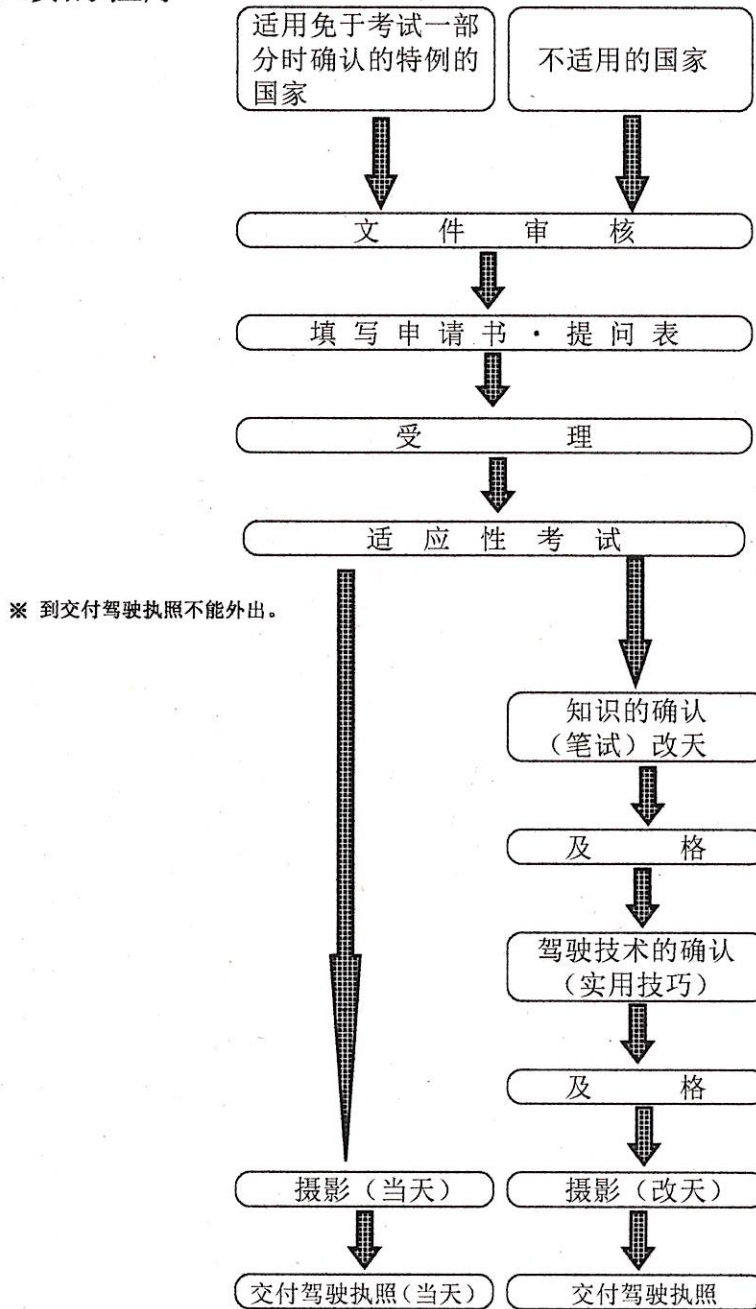 适用免于考试一部
分时确认的特例的
国家
不适用的国家
文件审核
填写申请书・提问表
受理
适应性考试
※ 到交付驾驶执照不能外出。
知识的确认
（笔试）改天
及格
驾驶技术的确认
（实用技巧）
及格
摄影（当天）
摄影（改天）
交付驾驶执照（当天）
交付驾驶执照